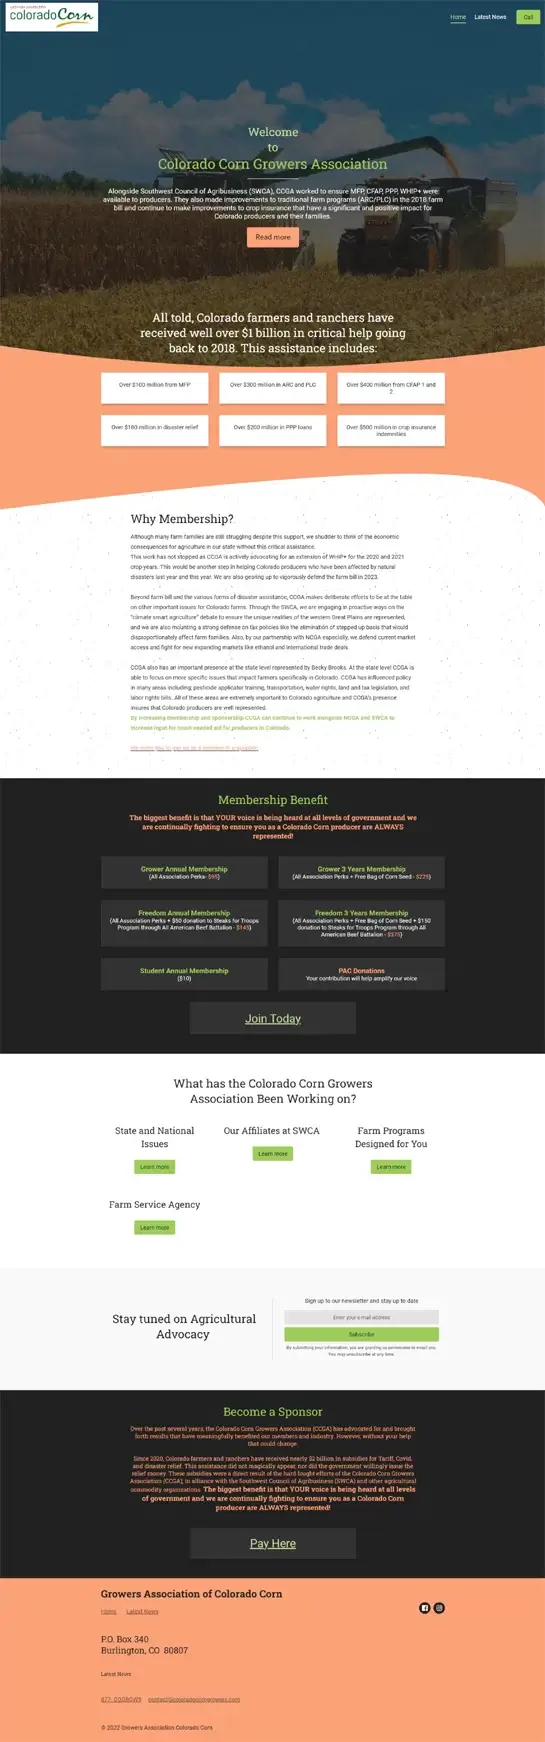 coloradoCorn
Home
Latest News
Call
Welcome
to
Colorado Corn Growers Association
Alongside Southwest Council of Agribusiness (SWCA), CCGA worked to ensure MFP, CFAP, PPP, WHIP+ were
available to producers. They also made improvements to traditional farm programs (ARC/PLC) in the 2018 farm
bill and continue to make improvements to crop insurance that have a significant and positive impact for
Colorado producers and their families.
Read more
All told, Colorado farmers and ranchers have
received well over $1 billion in critical help going
back to 2018. This assistance includes:
Over $100 million from MFP
Over $300 million in ARC and PLC
Over $400 million from CFAP 1 and
2
Over $180 million in disaster relief
Over $200 million in PPP loans
Over $500 million in crop insurance
indemnities
Why Membership?
Although many farm families are still struggling despite this support, we shudder to think of the economic
consequences for agriculture in our state without this critical assistance.
This work has not stopped as CCGA is actively advocating for an extension of WHIP+ for the 2020 and 2021
crop years. This would be another step in helping Colorado producers who have been affected by natural
disasters last year and this year. We are also gearing up to vigorously defend the farm bill in 2023.
Beyond farm bill and the various forms of disaster assistance, CCGA makes deliberate efforts to be at the table
on other important issues for Colorado farms. Through the SWCA, we are engaging in proactive ways on the
"climate smart agriculture" debate to ensure the unique realities of the western Great Plains are represented,
and we are also mounting a strong defense on tax policies like the elimination of stepped up basis that would
disproportionately affect farm families. Also, by our partnership with NCGA especially, we defend current market
access and fight for new expanding markets like ethanol and international trade deals.
CCGA also has an important presence at the state level represented by Becky Brooks. At the state level CCGA is
able to focus on more specific issues that impact farmers specifically in Colorado. CCGA has influenced policy
in many areas including; pesticide applicator training, transportation, water rights, land and tax legislation, and
labor rights bills. All of these areas are extremely important to Colorado agriculture and CCGA's presence
insures that Colorado producers are well represented.
By increasing membership and sponsorship CCGA can continue to work alongside NCGA and SWCA to
increase input for much needed aid for producers in Colorado.
Membership Benefit
The biggest benefit is that YOUR voice is being heard at all levels of government and we
are continually fighting to ensure you as a Colorado Corn producer are ALWAYS
represented!
Grower Annual Membership
(All Association Perks- $95)
Grower 3 Years Membership
(All Association Perks + Free Bag of Corn Seed - $225)
Freedom Annual Membership
(All Association Perks + $50 donation to Steaks for Troops
Program through All American Beef Battalion - $145)
Freedom 3 Years Membership
(All Association Perks + Free Bag of Corn Seed + $150
donation to Steaks for Troops Program through All
American Beef Battalion - $375)
Student Annual Membership
($10)
PAC Donations
Your contribution will help amplify our voice
Join Today
What has the Colorado Corn Growers
Association Been Working on?
State and National
Issues
Learn more
Our Affiliates at SWCA
Learn more
Farm Programs
Designed for You
Learn more
Farm Service Agency
Learn more
Stay tuned on Agricultural
Advocacy
Sign up to our newsletter and stay up to date
Enter your e-mail address
Subscribe
By submitting your information, you are granting us permission to email you.
You may unsubscribe at any time.
Become a Sponsor
Over the past several years, the Colorado Corn Growers Association (CCGA) has advocated for and brought
forth results that have meaningfully benefited our members and industry. However, without your help
that could change.
Since 2020, Colorado farmers and ranchers have received nearly $2 billion in subsidies for Tariff, Covid,
and disaster relief. This assistance did not magically appear, nor did the government willingly issue the
relief money. These subsidies were a direct result of the hard fought efforts of the Colorado Corn Growers
Association (CCGA), in alliance with the Southwest Council of Agribusiness (SWCA) and other agricultural
commodity organizations. The biggest benefit is that YOUR voice is being heard at all levels
of government and we are continually fighting to ensure you as a Colorado Corn
producer are ALWAYS represented!
Pay Here
Growers Association of Colorado Corn
Home
Latest News
P.O. Box 340
Burlington, CO 80807
Latest News
© 2022 Growers Association Colorado Corn